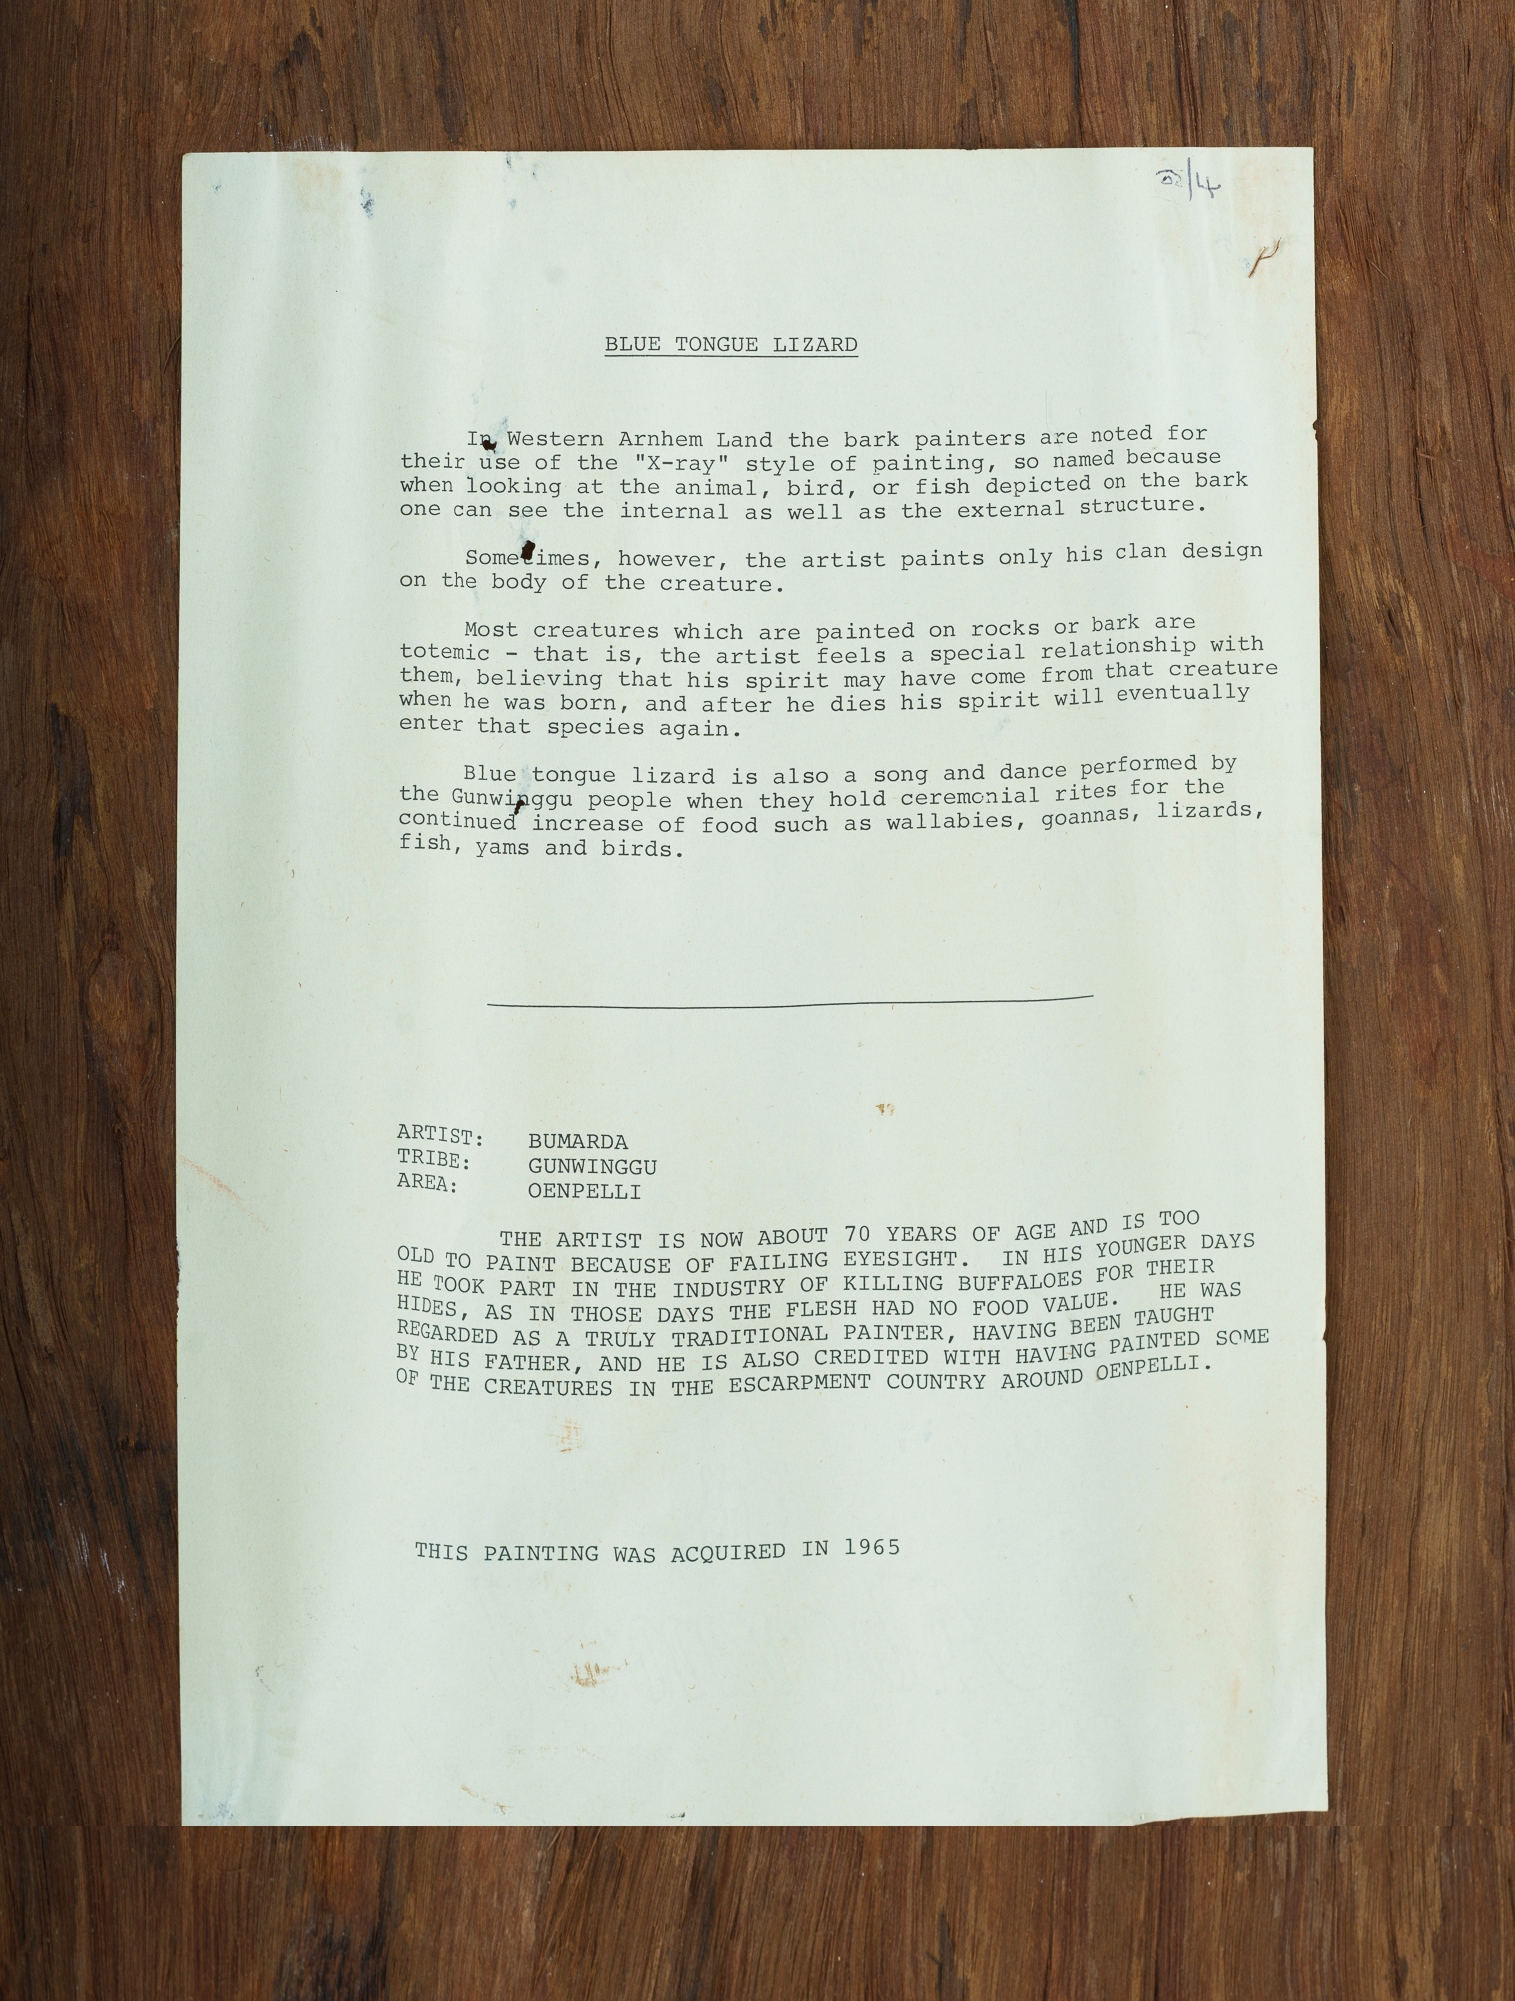 BLUE TONGUE LIZARD
In Western Arnhem Land the bark painters are noted for
their use of the "X-ray" style of painting, so named because
when looking at the animal, bird, or fish depicted on the bark
one can see the internal as well as the external structure.
Sometimes, however, the artist paints only his clan design
on the body of the creature.
Most creatures which are painted on rocks or bark are
totemic - that is, the artist feels a special relationship with
them, believing that his spirit may have come from that creature
when he was born, and after he dies his spirit will eventually
enter that species again.
Blue tongue lizard is also a song and dance performed by
the Gunwinggu people when they hold ceremonial rites for the
continued increase of food such as wallabies, goannas, lizards,
fish, yams and birds.
ARTIST: BUMARDA
TRIBE: GUNWINGGU
AREA: OENPELLI
THE ARTIST IS NOW ABOUT 70 YEARS OF AGE AND IS TOO
OLD TO PAINT BECAUSE OF FAILING EYESIGHT. IN HIS YOUNGER DAYS
HE TOOK PART IN THE INDUSTRY OF KILLING BUFFALOES FOR THEIR
HIDES, AS IN THOSE DAYS THE FLESH HAD NO FOOD VALUE. HE WAS
REGARDED AS A TRULY TRADITIONAL PAINTER, HAVING BEEN TAUGHT
BY HIS FATHER, AND HE IS ALSO CREDITED WITH HAVING PAINTED SOME
OF THE CREATURES IN THE ESCARPMENT COUNTRY AROUND OENPELLI.
THIS PAINTING WAS ACQUIRED IN 1965